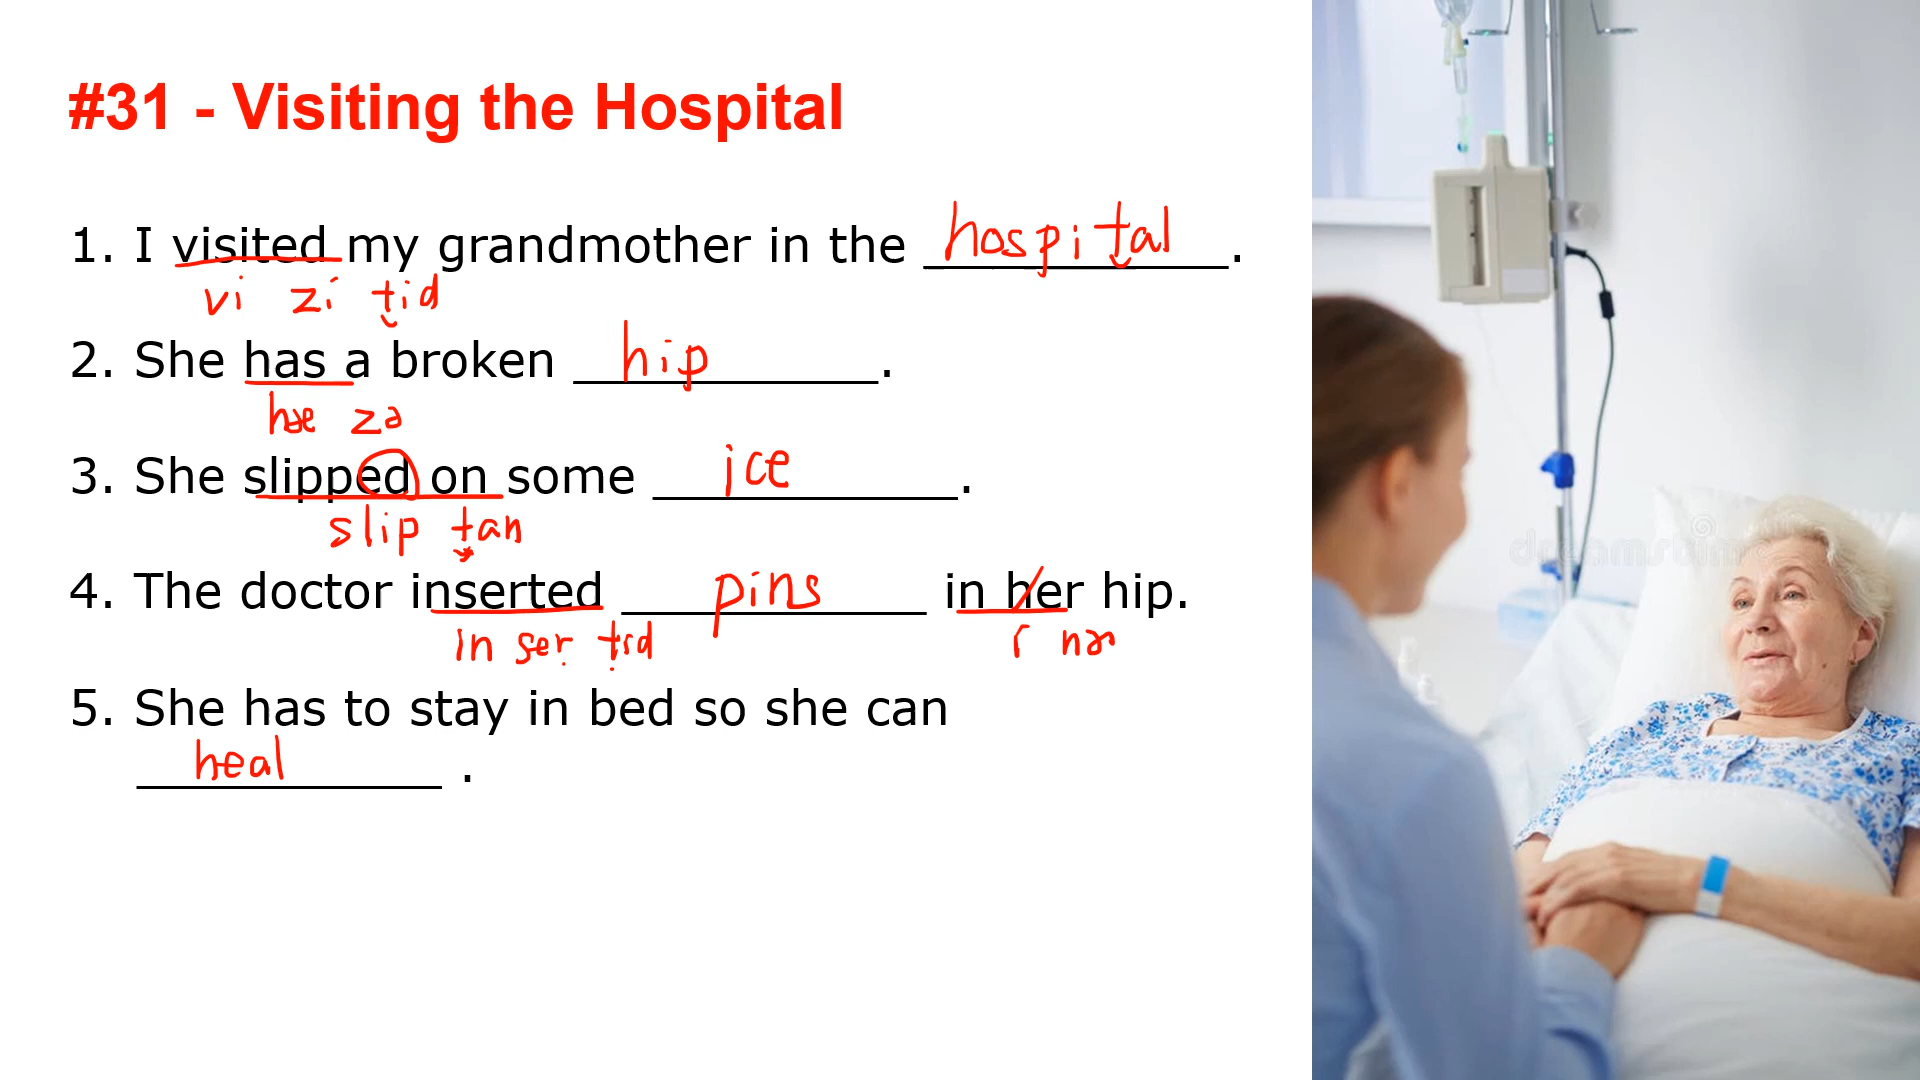 #31 - Visiting the Hospital
1. I visited my grandmother in the hospital.
vi zi tid
2. She has a broken hip.
hæ zə
3. She slipped on some ice.
slip tan
4. The doctor inserted pins in her hip.
in ser tɪd ɪ nɚ
5. She has to stay in bed so she can
heal.
dreamstime